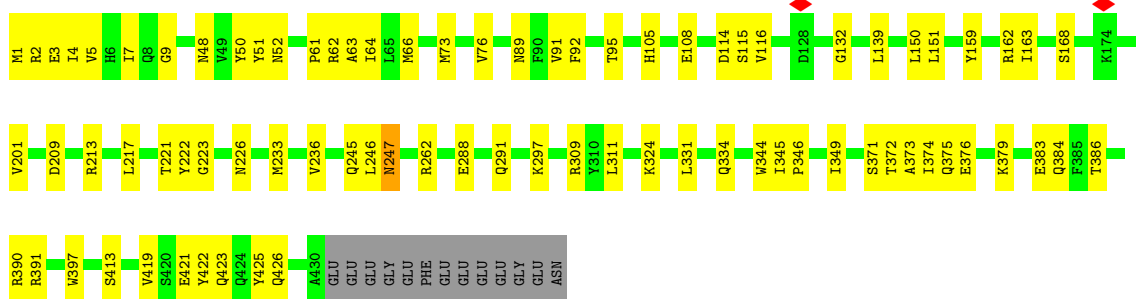 M1 R2 E3 I4 V5 H6 I7 Q8 G9 N48 V49 Y50 Y51 N52 P61 R62 A63 I64 L65 M66 M73 V76 N89 F90 V91 F92 T95 H105 E108 D114 S115 V116 D128 G132 L139 L150 L151 Y159 R162 I163 S168 K174
V201 D209 R213 L217 T221 Y222 G223 N226 M233 V236 Q245 L246 N247 R262 E288 Q291 K297 R309 Y310 L311 K324 L331 Q334 W344 I345 P346 I349 S371 T372 A373 I374 Q375 E376 K379 E383 Q384 F385 T386
R390 R391 W397 S413 V419 S420 E421 Y422 Q423 Q424 Y425 Q426 A430 GLU GLU GLU GLY GLU PHE GLU GLU GLU GLU GLY GLU ASN